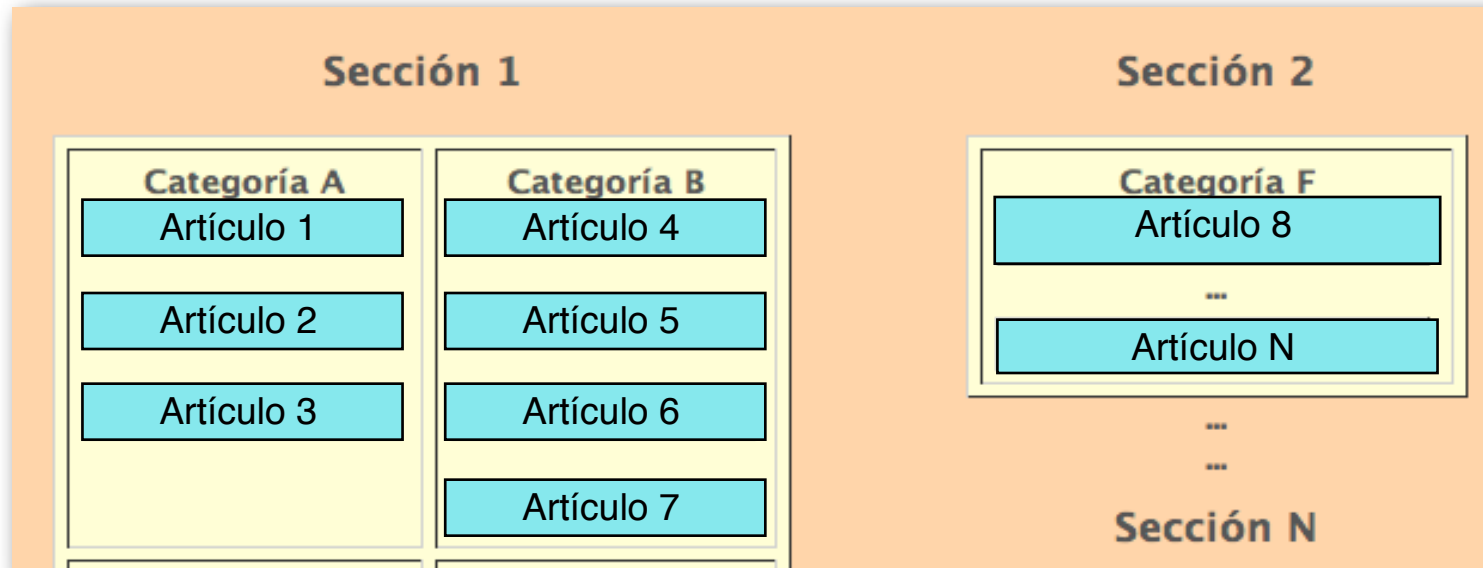 Sección 1
Categoría A
Artículo 1
Artículo 2
Artículo 3
Categoría B
Artículo 4
Artículo 5
Artículo 6
Artículo 7
Sección 2
Categoría F
Artículo 8
...
Artículo N
...
...
Sección N